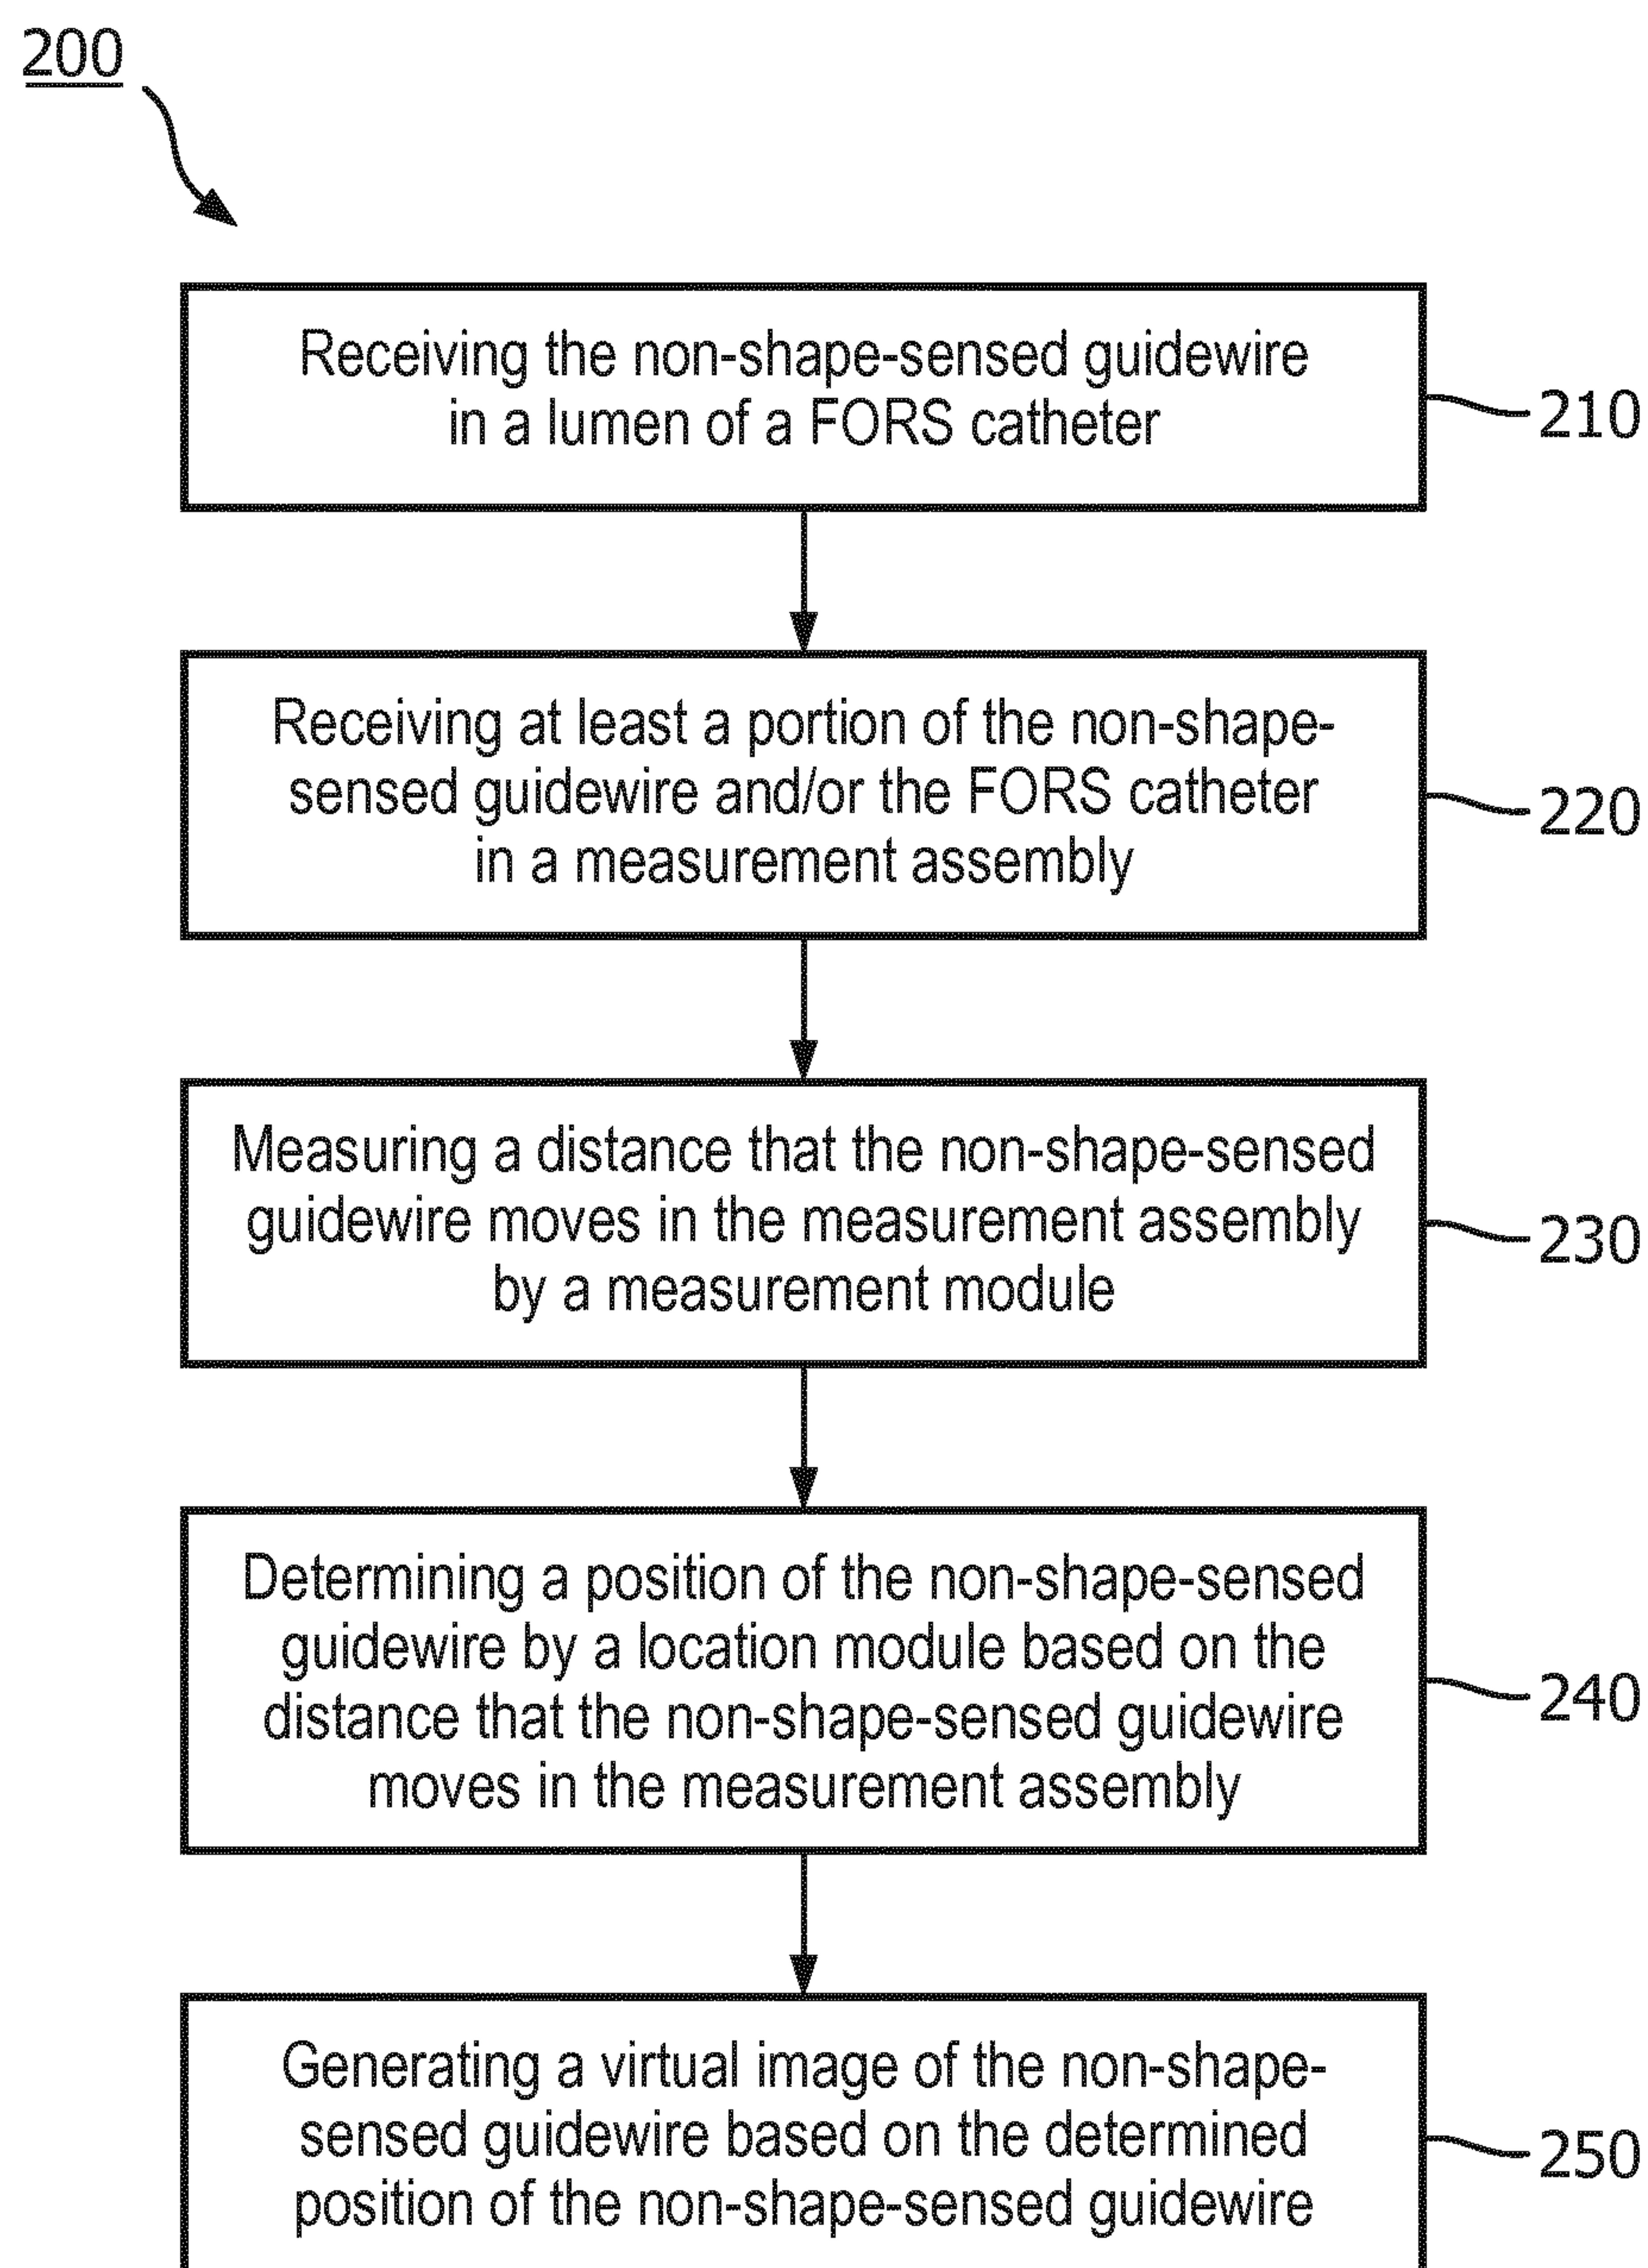 200
Receiving the non-shape-sensed guidewire
in a lumen of a FORS catheter
210
Receiving at least a portion of the non-shape-
sensed guidewire and/or the FORS catheter
in a measurement assembly
220
Measuring a distance that the non-shape-sensed
guidewire moves in the measurement assembly
by a measurement module
230
Determining a position of the non-shape-sensed
guidewire by a location module based on the
distance that the non-shape-sensed guidewire
moves in the measurement assembly
240
Generating a virtual image of the non-shape-
sensed guidewire based on the determined
position of the non-shape-sensed guidewire
250